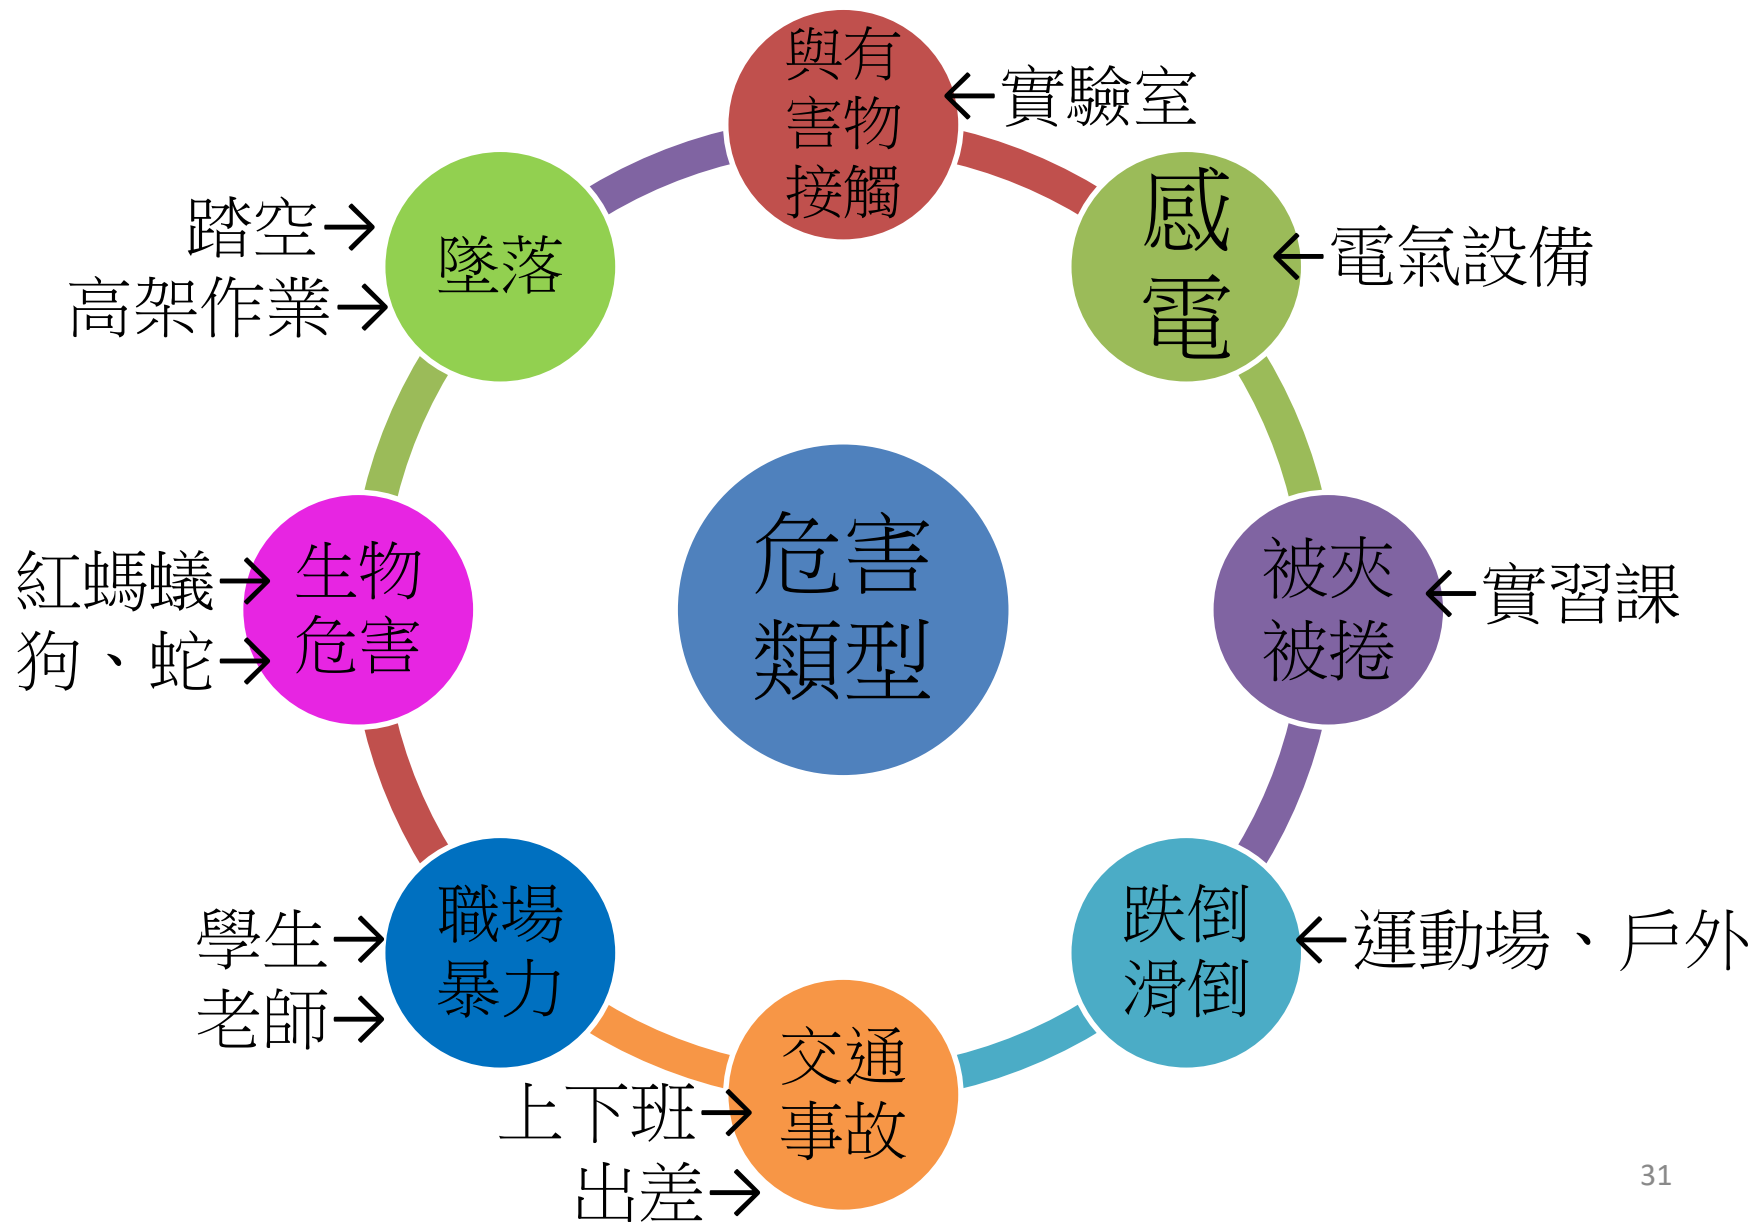 與有
害物
接觸
←實驗室
感
電
←電氣設備
被夾
被捲
←實習課
跌倒
滑倒
←運動場、戶外
交通
事故
上下班→
出差→
職場
暴力
學生→
老師→
生物
危害
紅螞蟻→
狗、蛇→
墜落
踏空→
高架作業→
危害
類型
31